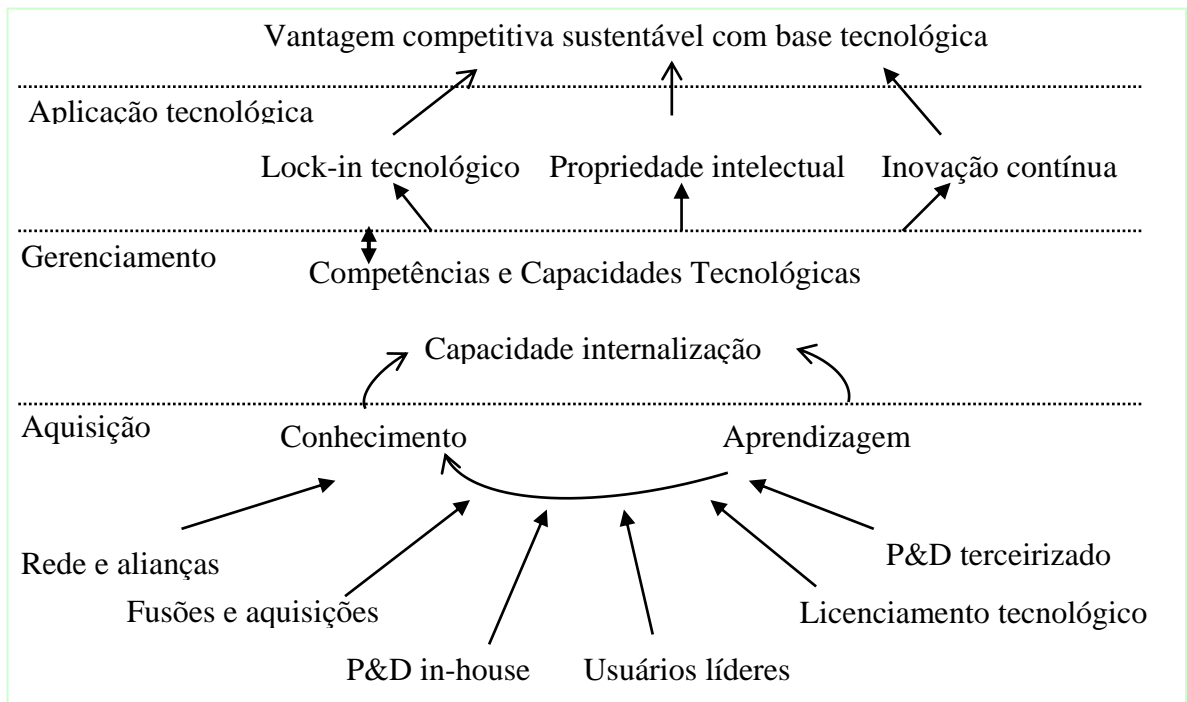 Vantagem competitiva sustentável com base tecnológica
Aplicação tecnológica
Lock-in tecnológico Propriedade intelectual Inovação contínua
Gerenciamento
Competências e Capacidades Tecnológicas
Capacidade internalização
Aquisição
Conhecimento Aprendizagem
P&D terceirizado
Rede e alianças
Fusões e aquisições Licenciamento tecnológico
P&D in-house Usuários líderes